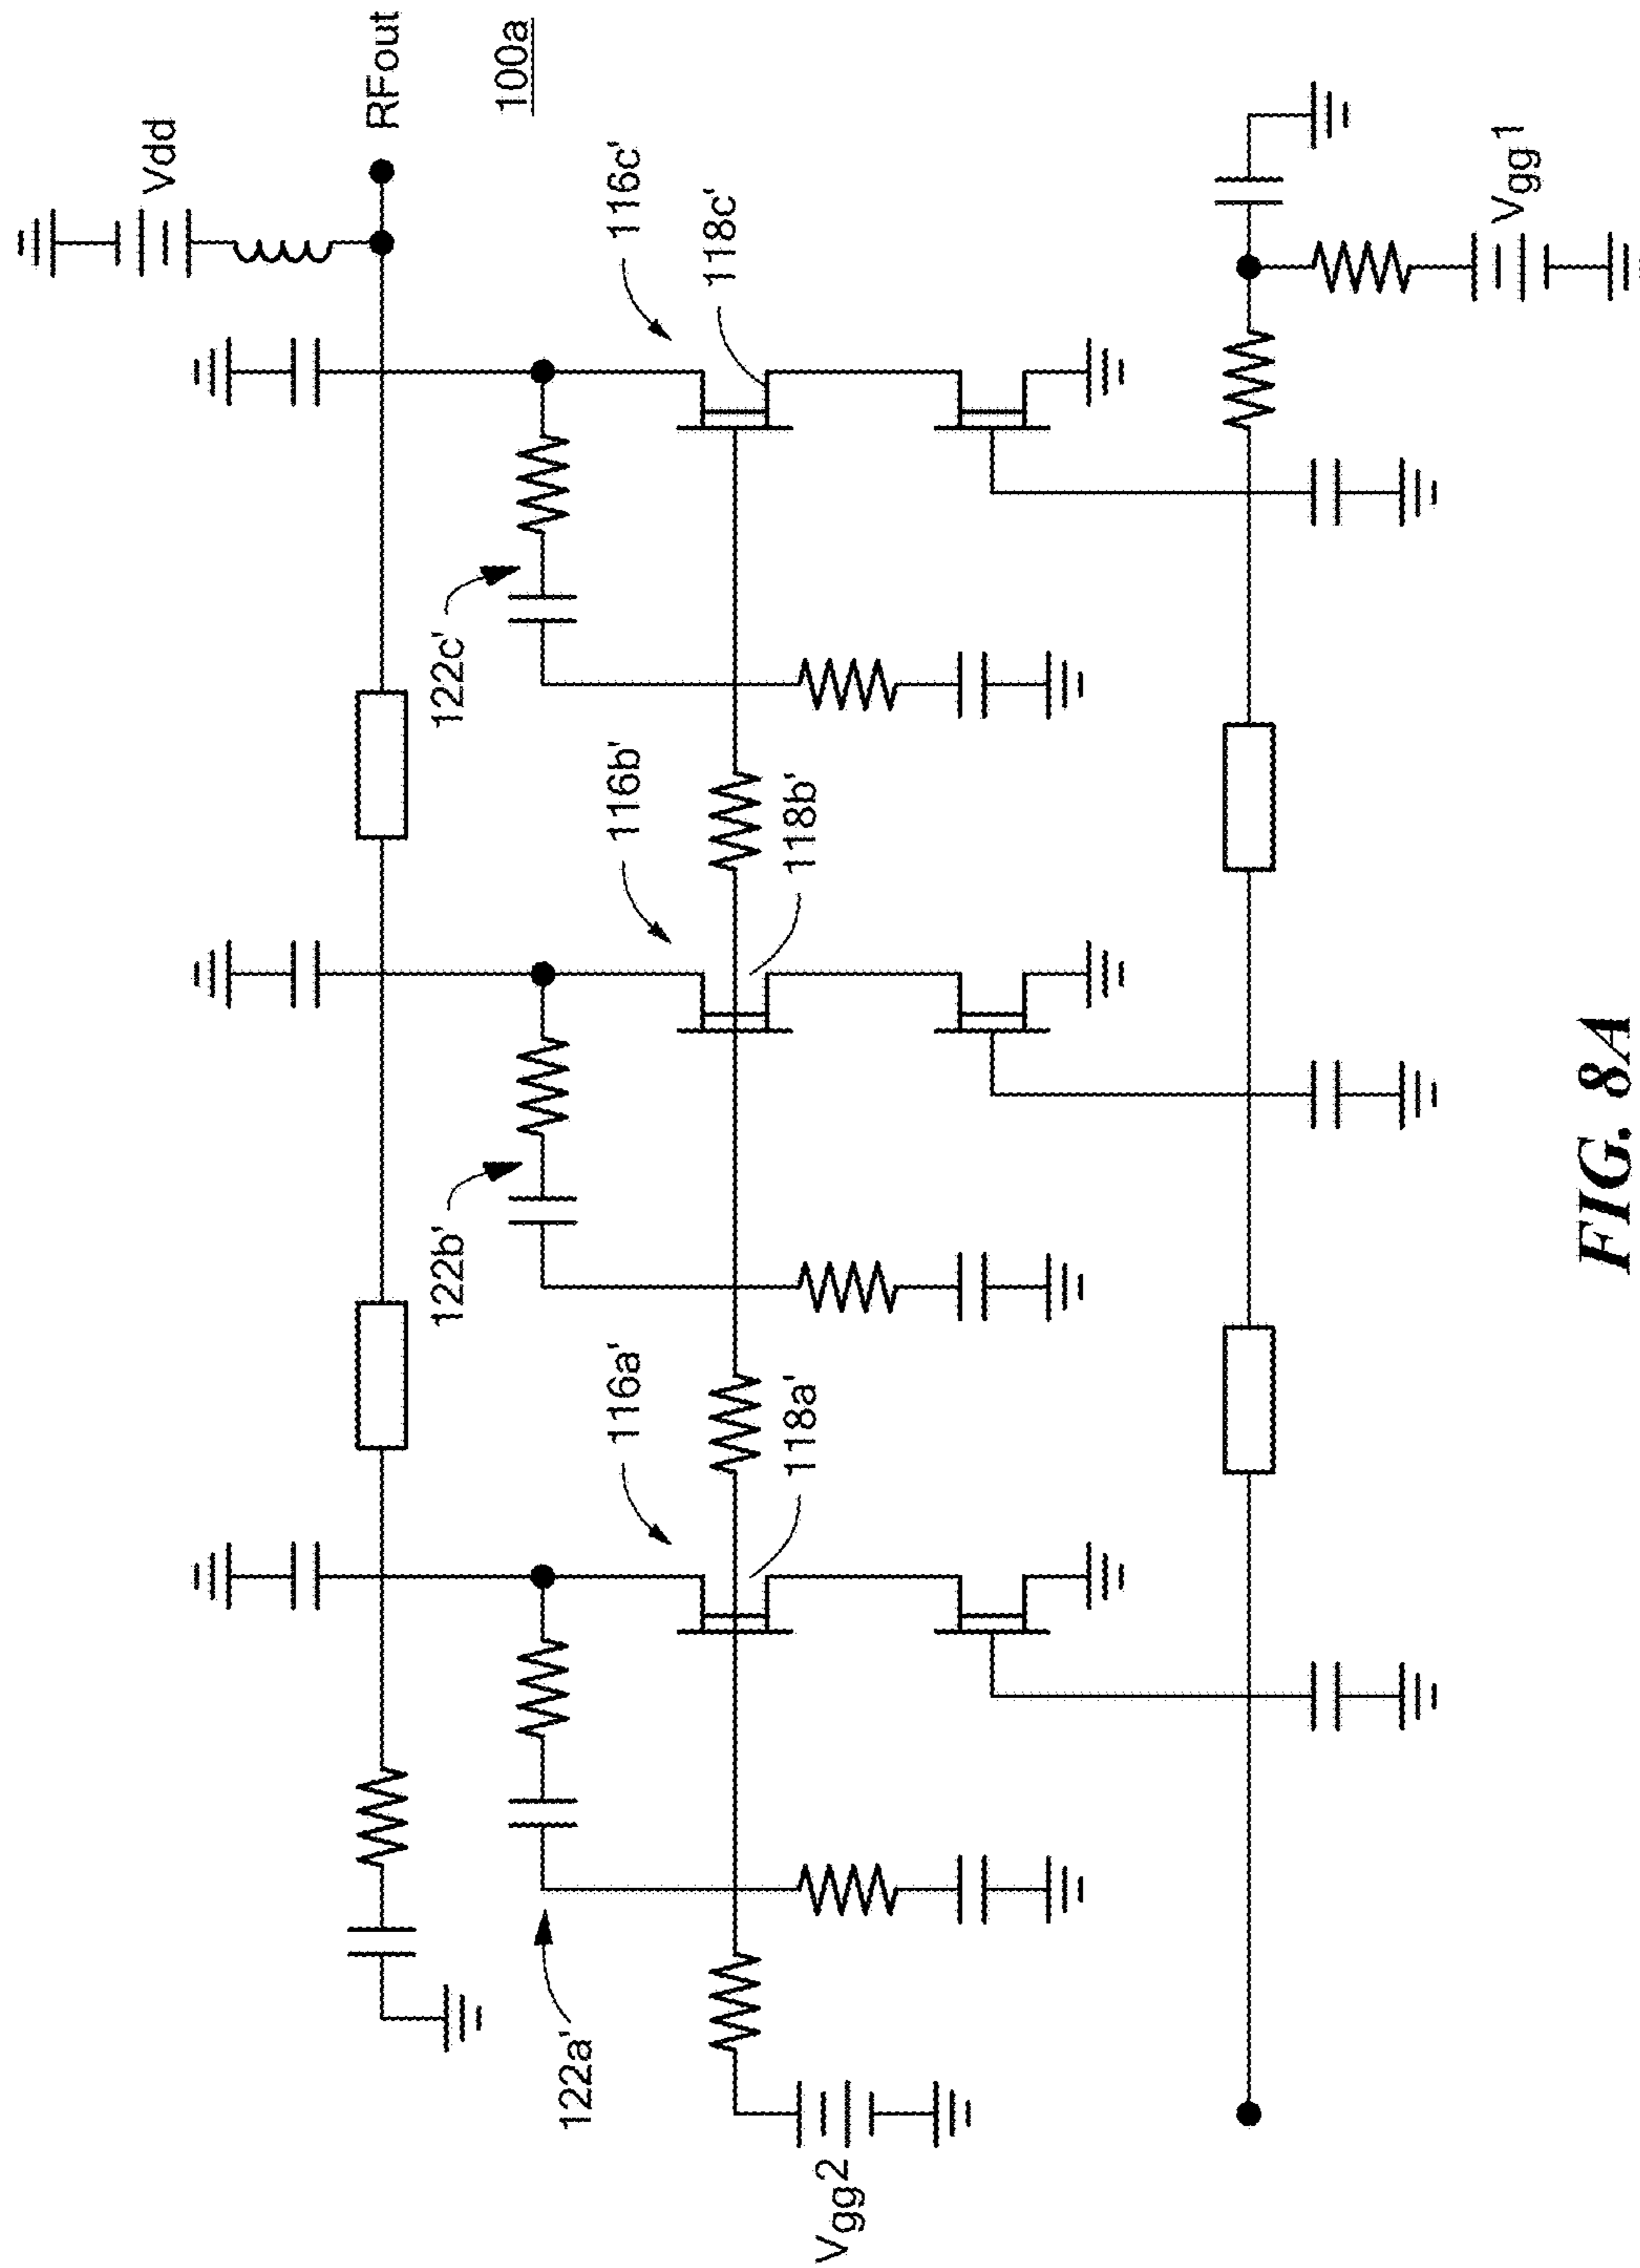 Vdd
RFout
100a
122c'
116c'
118c'
122b'
116b'
118b'
122a'
116a'
118a'
Vgg2
Vgg1
FIG. 8A